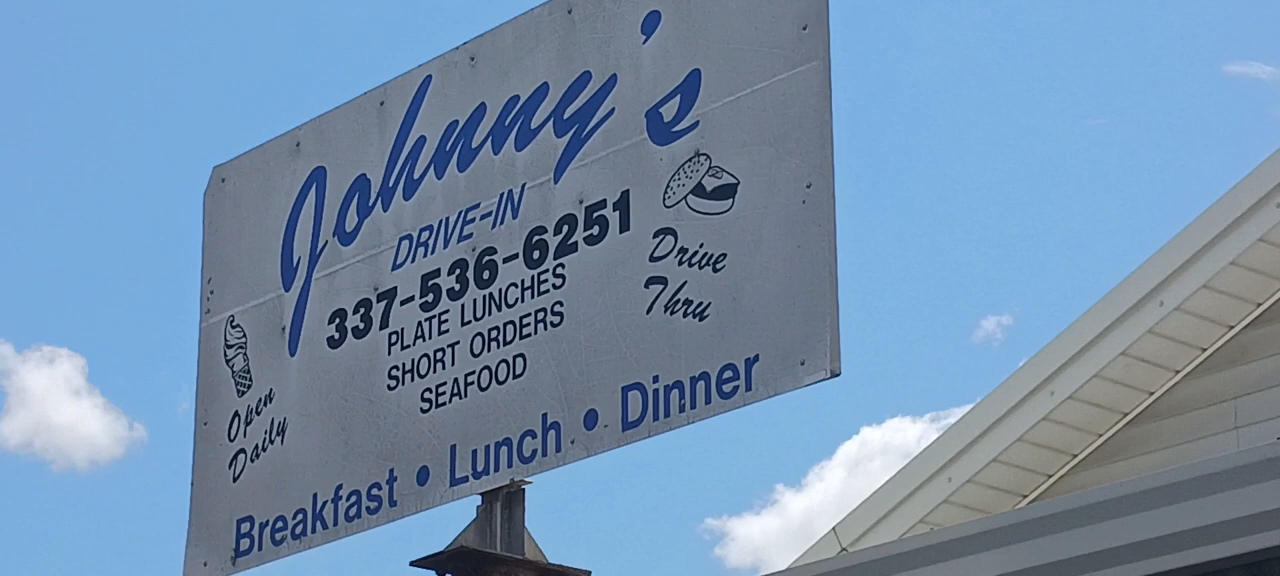 Johnny's
DRIVE-IN
337-536-6251
PLATE LUNCHES
SHORT ORDERS
SEAFOOD
Drive
Thru
Open
Daily
Breakfast • Lunch • Dinner